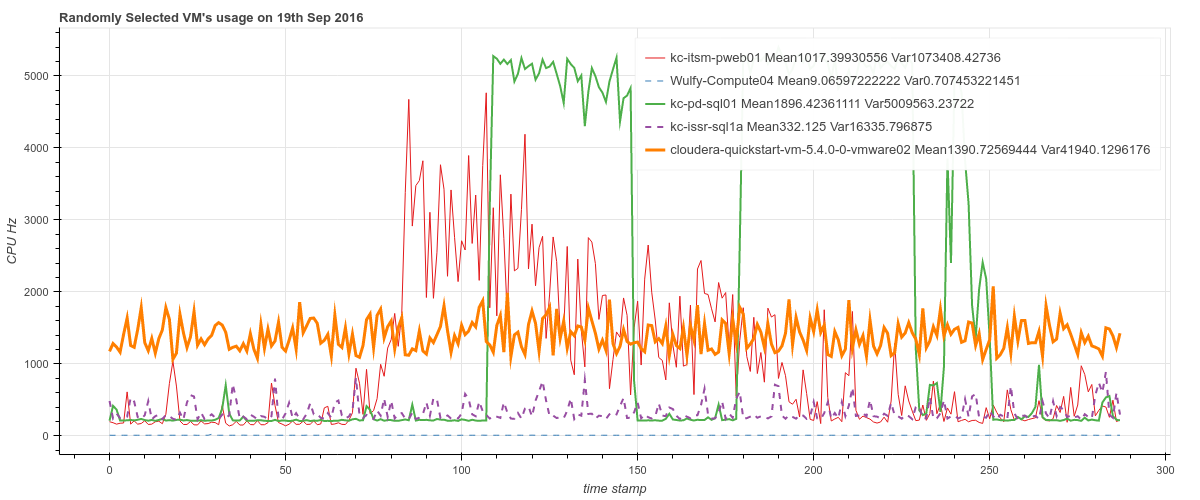 Randomly Selected VM's usage on 19th Sep 2016
kc-itsm-pweb01 Mean1017.39930556 Var1073408.42736
Wulfy-Compute04 Mean9.06597222222 Var0.707453221451
kc-pd-sql01 Mean1896.42361111 Var5009563.23722
kc-issr-sql1a Mean332.125 Var16335.796875
cloudera-quickstart-vm-5.4.0-0-vmware02 Mean1390.72569444 Var41940.1296176
CPU Hz
5000
4000
3000
2000
1000
0
0 50 100 150 200 250 300
time stamp